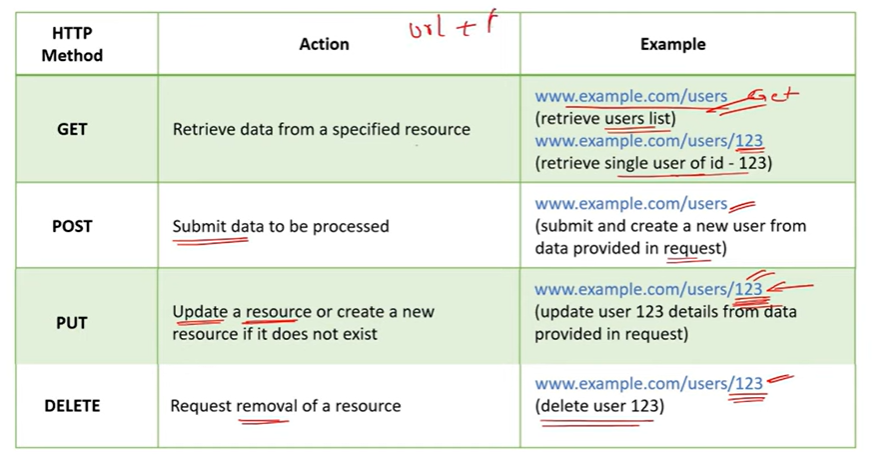 HTTP
Method
Action
url + f
Example
GET
Retrieve data from a specified resource
www.example.com/users Get
(retrieve users list)
www.example.com/users/123
(retrieve single user of id - 123)
POST
Submit data to be processed
www.example.com/users
(submit and create a new user from
data provided in request)
PUT
Update a resource or create a new
resource if it does not exist
www.example.com/users/123
(update user 123 details from data
provided in request)
DELETE
Request removal of a resource
www.example.com/users/123
(delete user 123)